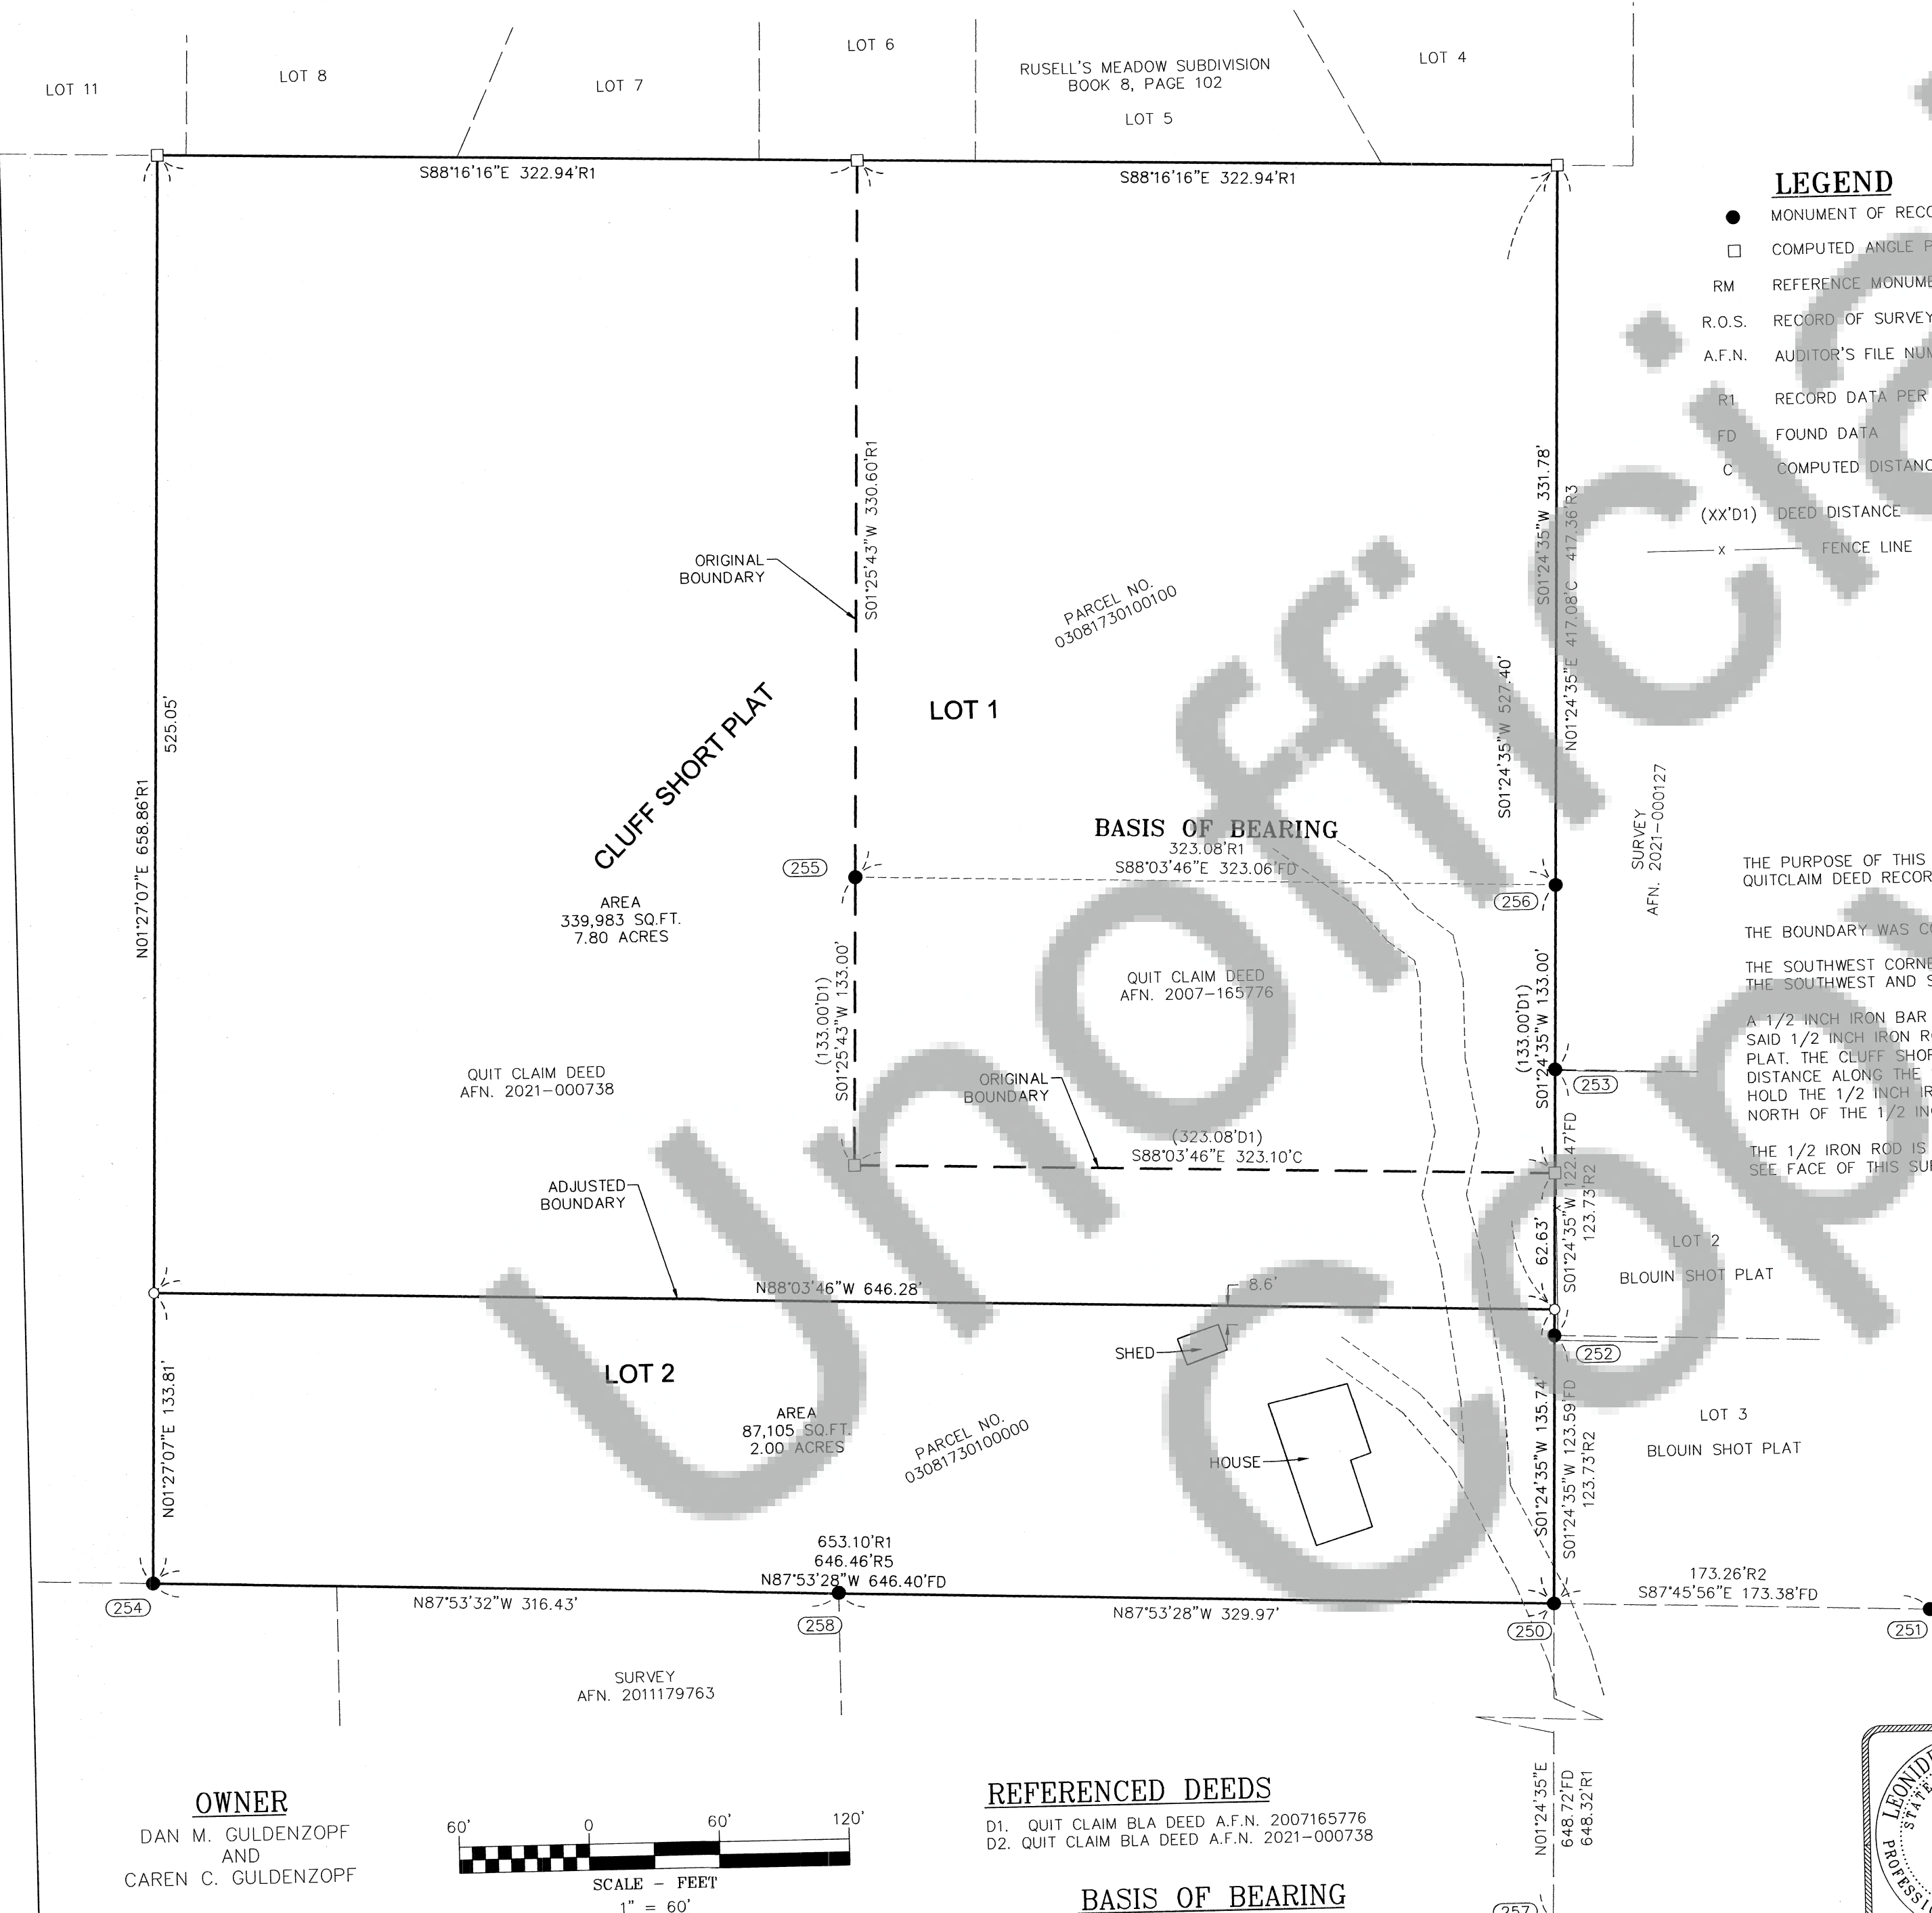 LOT 11
LOT 8
LOT 7
LOT 6
RUSELL'S MEADOW SUBDIVISION
BOOK 8, PAGE 102
LOT 5
LOT 4
S88°16'16"E 322.94'R1
S88°16'16"E 322.94'R1
LEGEND
MONUMENT OF
COMPUTED ANGLE
RM REFERENCE
R.O.S. RECORD OF SURVEY
A.F.N. AUDITOR'S FILE
R1 RECORD DATA PER
FD FOUND DATA
C COMPUTED
(XX'D1) DEED DISTANCE
X FENCE LINE
S01°25'43"W 330.60'R1
ORIGINAL
BOUNDARY
PARCEL NO.
03081730100100
S01°24'35"W 331.78'
N01°24'35"E 417.08'C 417.36'R3
S01°24'35"W 527.40'
LOT 1
CLUFF SHORT PLAT
525.05'
N01°27'07"E 658.86'R1
BASIS OF BEARING
323.08'R1
S88°03'46"E 323.06'FD
255
256
SURVEY
AFN. 2021-000127
AREA
339,983 SQ.FT.
7.80 ACRES
THE PURPOSE OF THIS
QUITCLAIM DEED
THE BOUNDARY WAS
THE SOUTHWEST
THE SOUTHWEST AND
A 1/2 INCH IRON BAR
SAID 1/2 INCH IRON
PLAT. THE CLUFF
DISTANCE ALONG THE
HOLD THE 1/2 INCH
NORTH OF THE 1/2
THE 1/2 IRON ROD IS
SEE FACE OF THIS
QUIT CLAIM DEED
AFN. 2007-165776
(133.00'D1)
S01°25'43"W 133.00'
(133.00'D1)
S01°24'35"W 133.00'
253
QUIT CLAIM DEED
AFN. 2021-000738
ORIGINAL
BOUNDARY
(323.08'D1)
S88°03'46"E 323.10'C
ADJUSTED
BOUNDARY
62.63'
S01°24'35"W 122.47'FD
123.73'R2
LOT 2
BLOUIN SHOT PLAT
N88°03'46"W 646.28'
8.6'
SHED
252
LOT 2
N01°27'07"E 133.81'
AREA
87,105 SQ.FT.
2.00 ACRES
PARCEL NO.
03081730100000
HOUSE
S01°24'35"W 135.74'
S01°24'35"W 123.59'FD
123.73'R2
LOT 3
BLOUIN SHOT PLAT
653.10'R1
646.46'R5
N87°53'28"W 646.40'FD
N87°53'32"W 316.43'
N87°53'28"W 329.97'
173.26'R2
S87°45'56"E 173.38'FD
254
258
250
251
SURVEY
AFN. 2011179763
N01°24'35"E
648.72'FD
648.32'R1
257
OWNER
DAN M. GULDENZOPF
AND
CAREN C. GULDENZOPF
60' 0 60' 120'
SCALE - FEET
1" = 60'
REFERENCED DEEDS
D1. QUIT CLAIM BLA DEED A.F.N. 2007165776
D2. QUIT CLAIM BLA DEED A.F.N. 2021-000738
BASIS OF BEARING
Unofficial
Copy